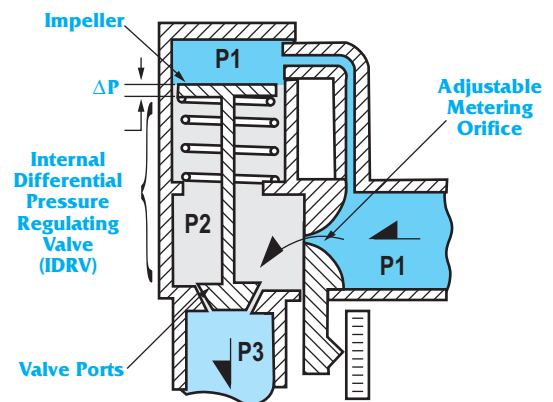 Impeller
P1
ΔP
Adjustable
Metering
Orifice
Internal
Differential
Pressure
Regulating
Valve
(IDRV)
P2
P1
Valve Ports
P3